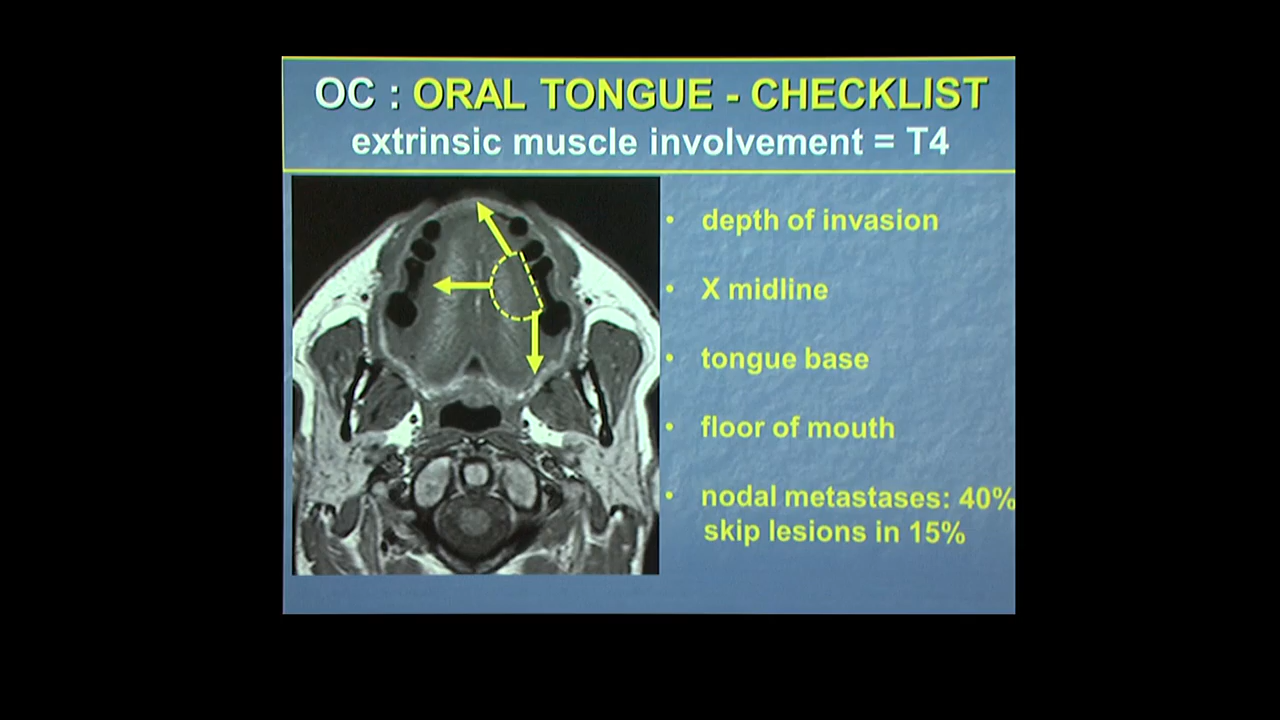 OC : ORAL TONGUE - CHECKLIST
extrinsic muscle involvement = T4
• depth of invasion
• X midline
• tongue base
• floor of mouth
• nodal metastases: 40%
skip lesions in 15%